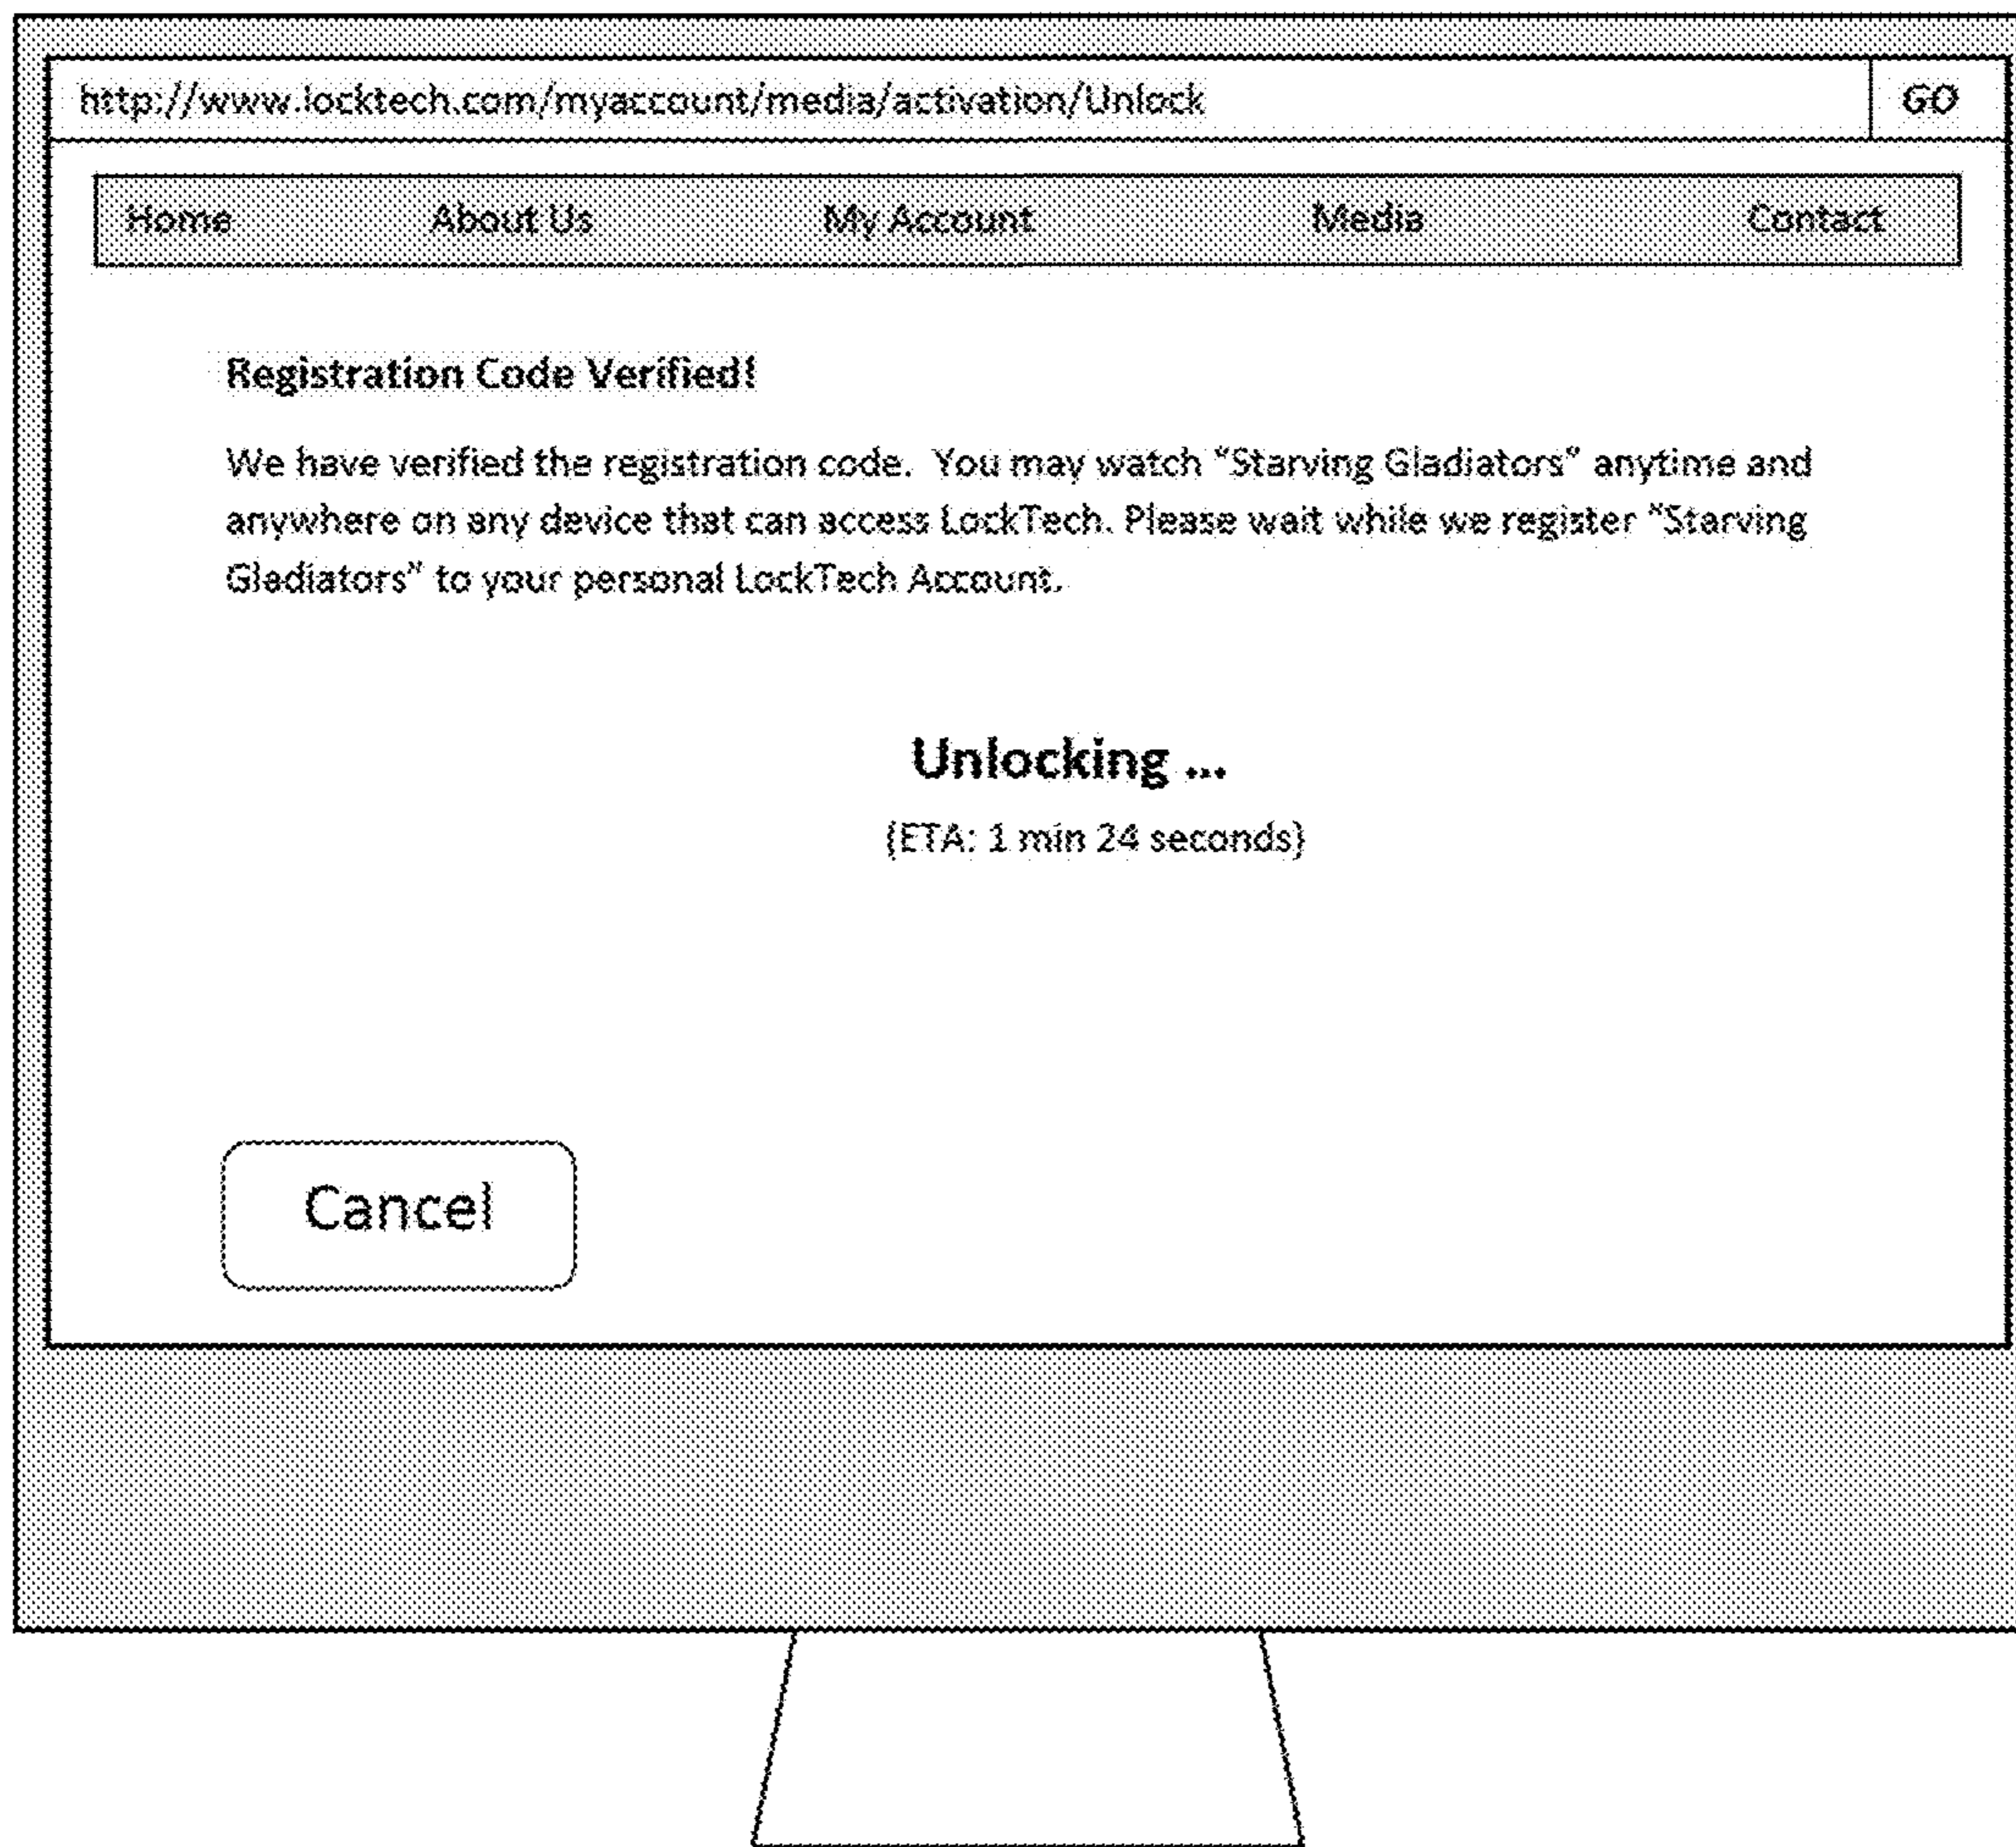 http://www.locktech.com/myaccount/media/activation/Unlock GO
Home About Us My Account Media Contact
Registration Code Verified!
We have verified the registration code.  You may watch "Starving Gladiators" anytime and
anywhere on any device that can access LockTech. Please wait while we register "Starving
Gladiators" to your personal LockTech Account.
Unlocking ...
(ETA: 1 min 24 seconds)
Cancel